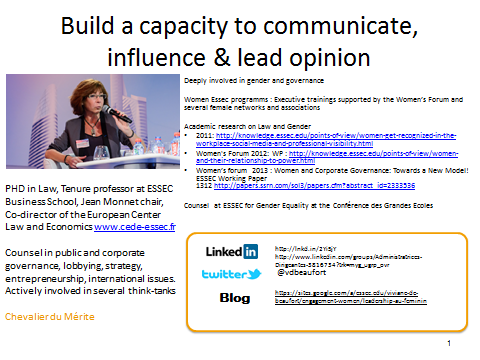 Build a capacity to communicate,
influence & lead opinion
Deeply involved in gender and governance
Women Essec programms : Executive trainings supported by the Women's Forum and
several female networks and associations
Academic research on Law and Gender
• 2011: http://knowledge.essec.edu/points-of-view/women-get-recognized-in-the-
workplace-social-media-and-professional-visibility.html
• Women's Forum 2012: WP : http://knowledge.essec.edu/points-of-view/women-
and-their-relationship-to-power.html
• Women's forum 2013 : Women and Corporate Governance: Towards a New Model!
ESSEC Working Paper
1312 http://papers.ssrn.com/sol3/papers.cfm?abstract_id=2333536
Counsel at ESSEC for Gender Equality at the Conférence des Grandes Ecoles
PHD in Law, Tenure professor at ESSEC
Business School, Jean Monnet chair,
Co-director of the European Center
Law and Economics www.cede-essec.fr
Counsel in public and corporate
governance, lobbying, strategy,
entrepreneurship, international issues.
Actively involved in several think-tanks
Chevalier du Mérite
Linked in
twitter
@vdbeaufort
Blog
1